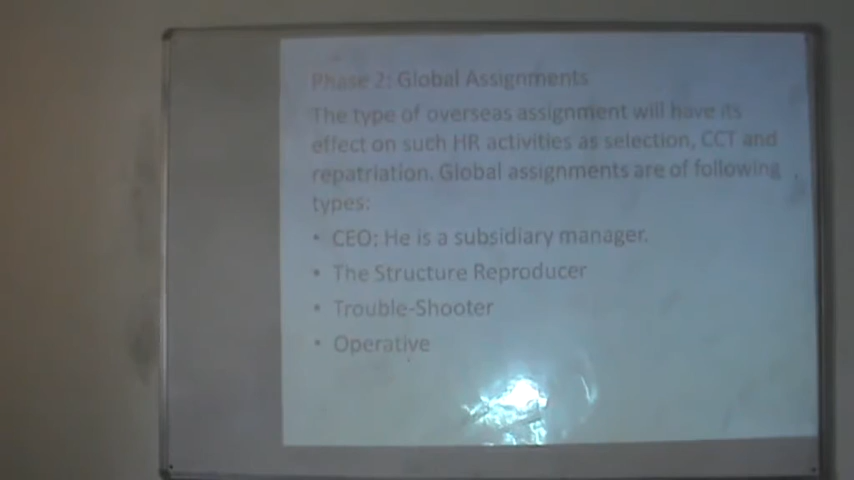 Phase 2: Global Assignments
The type of overseas assignment will have its
effect on such HR activities as selection, CCT and
repatriation. Global assignments are of following
types:
• CEO: He is a subsidiary manager.
• The Structure Reproducer
• Trouble-Shooter
• Operative